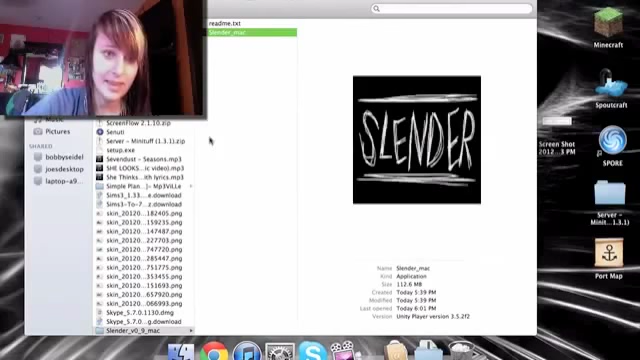 readme.txt
Slender_mac
Music
Pictures
SHARED
bobbyseidel
joesdesktop
laptop-a9...
ScreenFlow 2.1.10.zip
Senuti
Server - Minituff (1.3.1).zip
setup.exe
Sevendust - Seasons.mp3
SHE LOOKS...CAFE.mp3
She Thinks...th lyrics.mp3
Simple Plan...)- Mp3ViLLe
Sims3_1.33...e.download
Sims3-To-7...z.download
skin_20120...182405.png
skin_20120...159235.png
skin_20120...147487.png
skin_20120...227703.png
skin_20120...747720.png
skin_20120...285447.png
skin_20120...751775.png
skin_20120...353455.png
skin_20120...151693.png
skin_20120...657920.png
skin_20120...066993.png
Skype_5.7.0.1130.dmg
Skype_5.7....g.download
Slender_v0_9_mac
SLENDER
Name Slender_mac
Kind Application
Size 112.6 MB
Created Today 5:39 PM
Modified Today 5:39 PM
Last opened Today 6:01 PM
Version Unity Player version 3.5.2f2
Minecraft
Spoutcraft
Screen Shot
2012...3 PM
SPORE
Server -
Minit...1.3.1)
Port Map